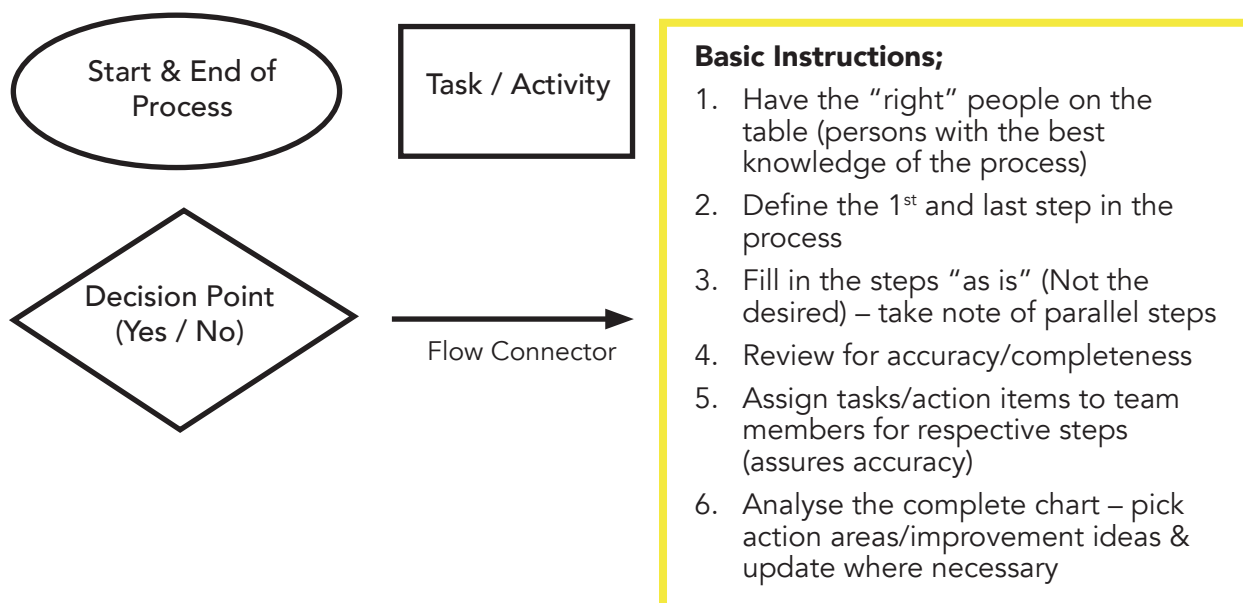 Start & End of
Process
Task / Activity
Decision Point
(Yes / No)
Flow Connector
Basic Instructions;
1. Have the “right” people on the
table (persons with the best
knowledge of the process)
2. Define the 1st and last step in the
process
3. Fill in the steps “as is” (Not the
desired) – take note of parallel steps
4. Review for accuracy/completeness
5. Assign tasks/action items to team
members for respective steps
(assures accuracy)
6. Analyse the complete chart – pick
action areas/improvement ideas &
update where necessary